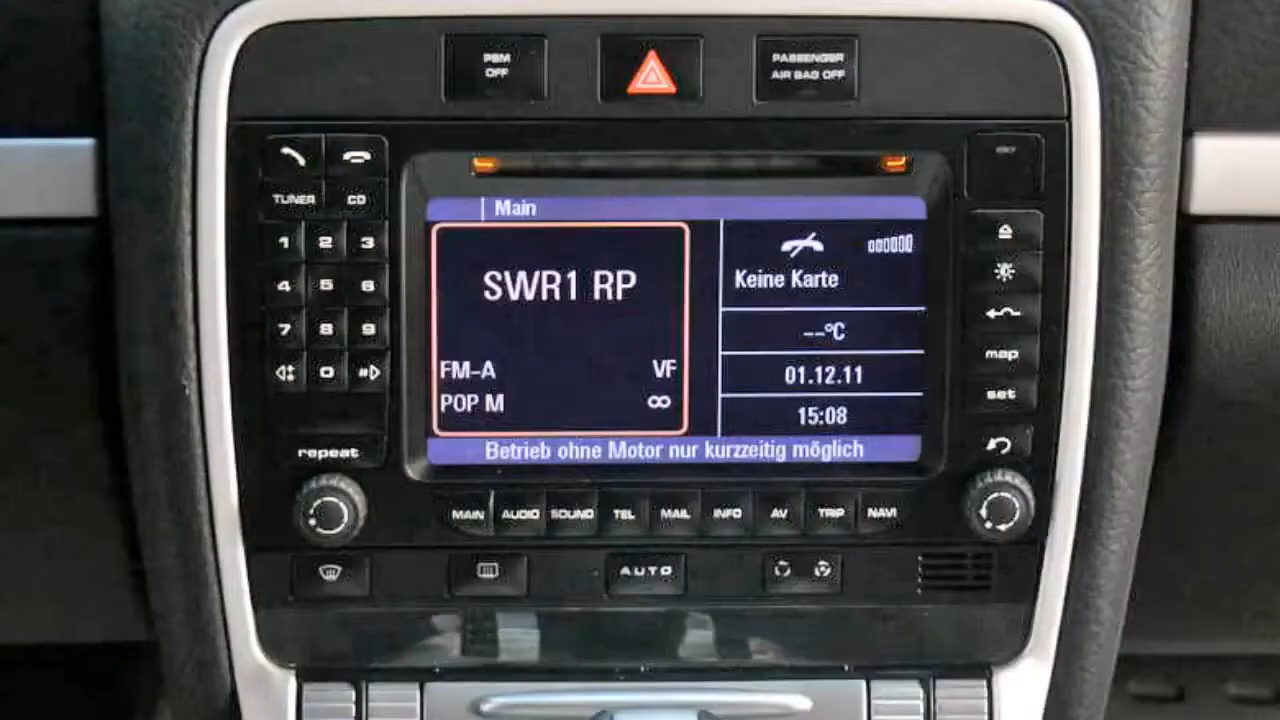 PSM
OFF
PASSENGER
AIR BAG OFF
TUNER CD
1 2 3
4 5 6
7 8 9
0 #
repeat
Main
SWR1 RP
FM-A VF
POP M ∞
Keine Karte
--°C
01.12.11
15:08
Betrieb ohne Motor nur kurzzeitig möglich
map
set
MAIN AUDIO SOUND TEL MAIL INFO AV TRIP NAVI
AUTO